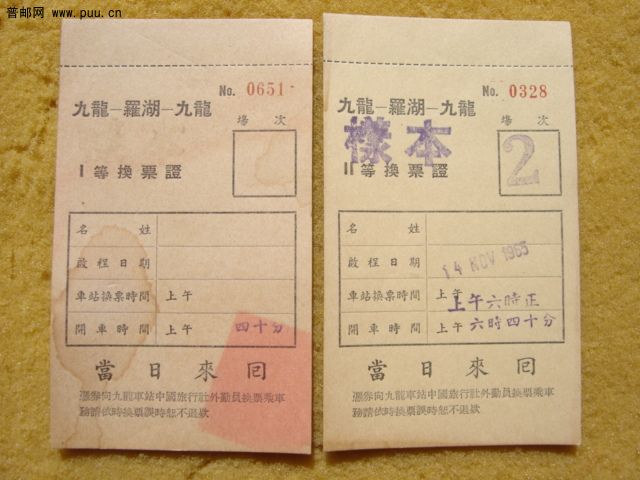 普邮网 www.puu.cn
No. 0651
九龍－羅湖－九龍
場次
I 等換票證
姓名
啟程日期
車站換票時間 上午
開車時間 上午 四十分
當日來囘
憑券向九龍車站中國旅行社外勤員換票乘車
務請依時換票誤時恕不退欵
No. 0328
九龍－羅湖－九龍
樣本
場次
2
II 等換票證
姓名
啟程日期 14 NOV 1965
車站換票時間 上午 上午六時正
開車時間 上午 六時四十分
當日來囘
憑券向九龍車站中國旅行社外勤員換票乘車
務請依時換票誤時恕不退欵